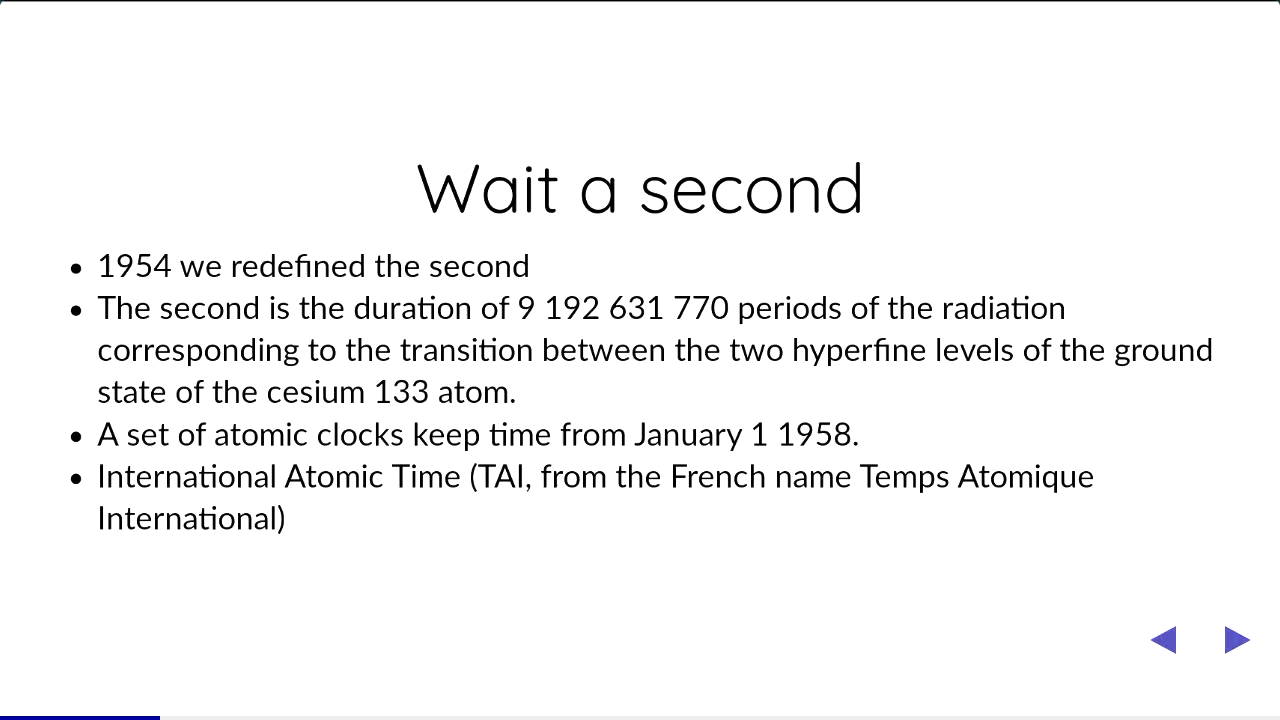 Wait a second
• 1954 we redefined the second
• The second is the duration of 9 192 631 770 periods of the radiation
corresponding to the transition between the two hyperfine levels of the ground
state of the cesium 133 atom.
• A set of atomic clocks keep time from January 1 1958.
• International Atomic Time (TAI, from the French name Temps Atomique
International)